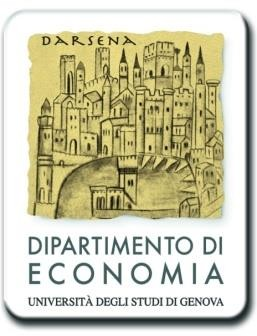 DARSENA
DIPARTIMENTO DI
ECONOMIA
UNIVERSITÀ DEGLI STUDI DI GENOVA